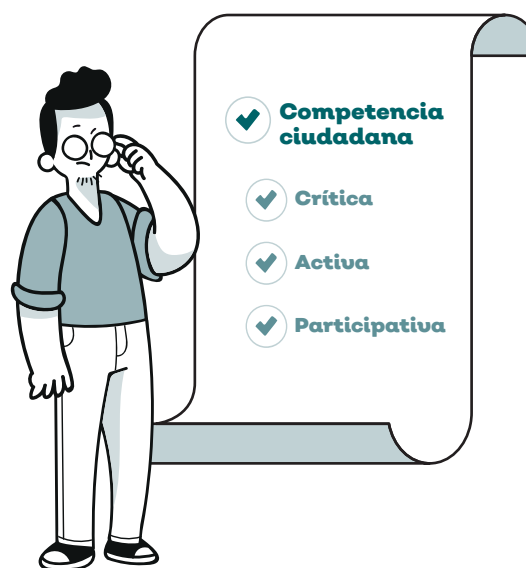 Competencia
ciudadana
Crítica
Activa
Participativa